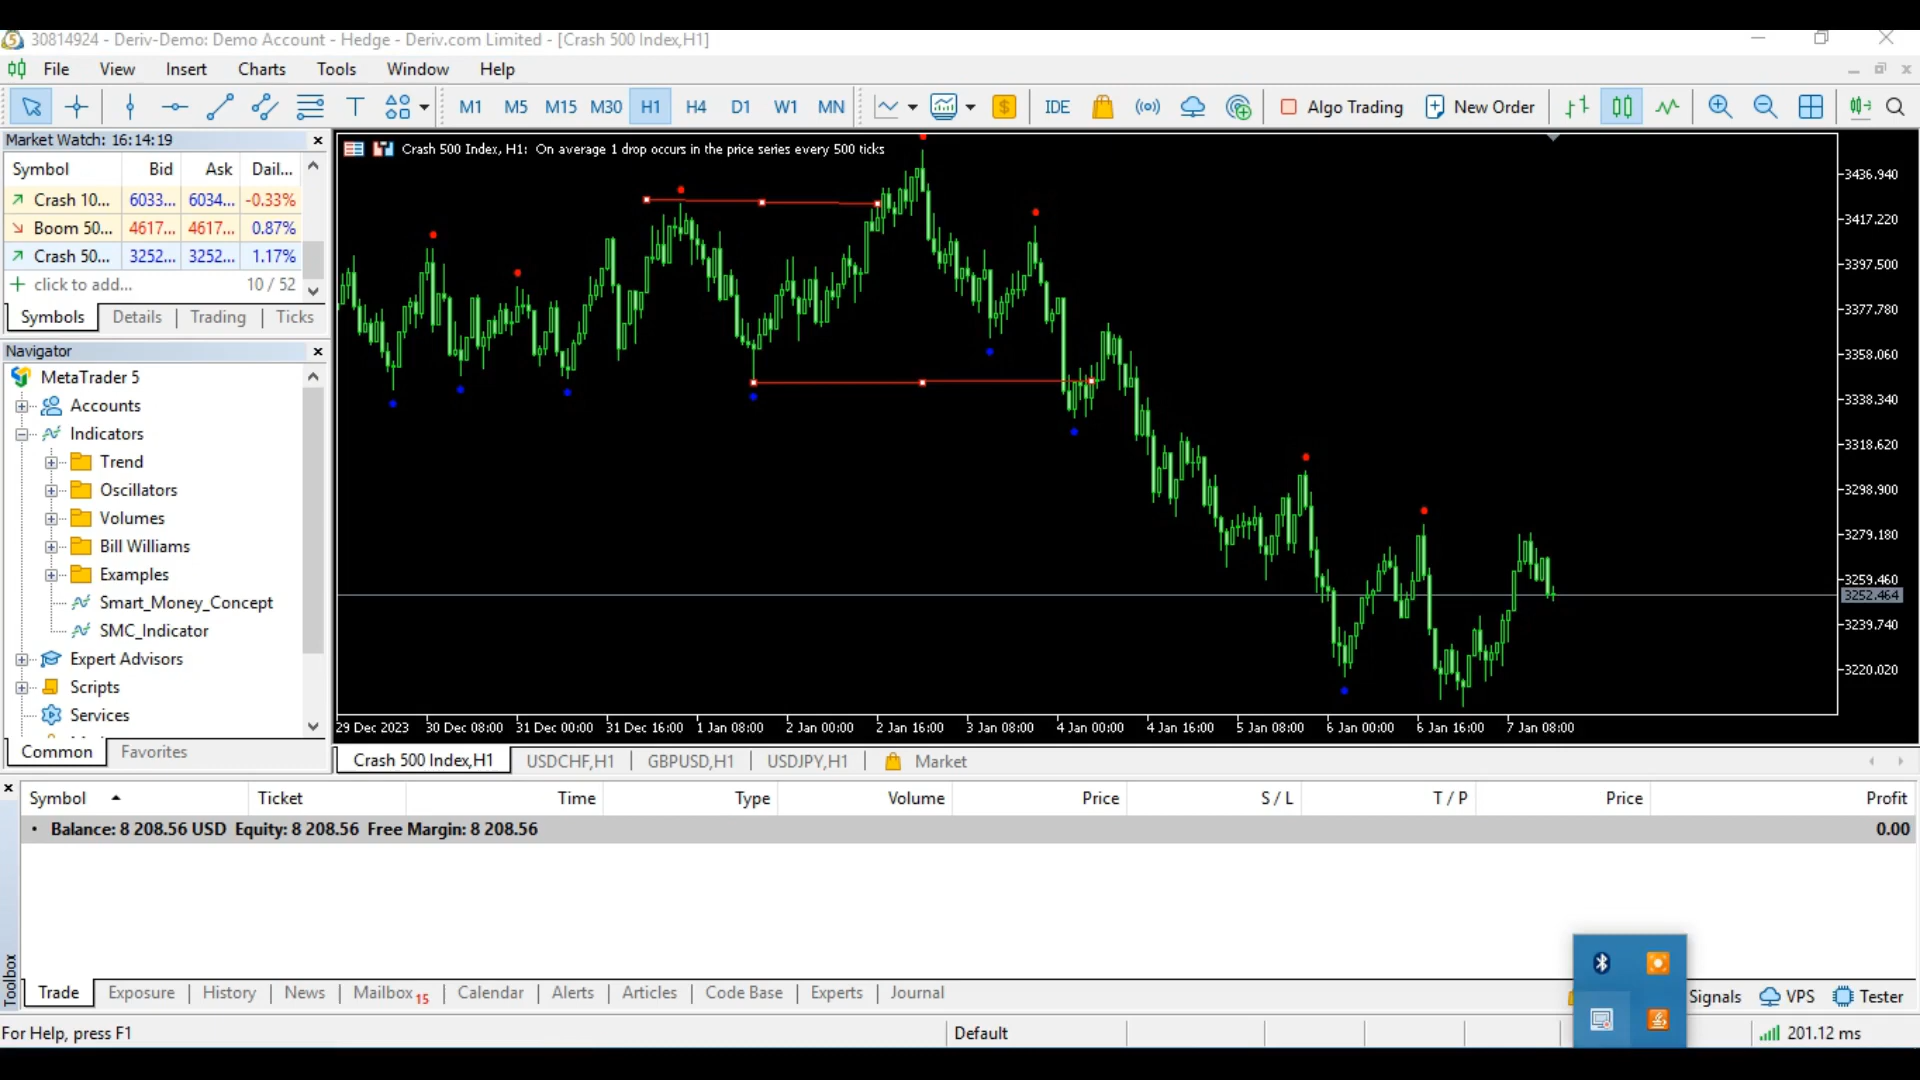 30814924 - Deriv-Demo: Demo Account - Hedge - Deriv.com Limited - [Crash 500 Index,H1]
File View Insert Charts Tools Window Help
M1 M5 M15 M30 H1 H4 D1 W1 MN IDE Algo Trading New Order
Market Watch: 16:14:19
Symbol Bid Ask Dail...
Crash 10... 6033... 6034... -0.33%
Boom 50... 4617... 4617... 0.87%
Crash 50... 3252... 3252... 1.17%
click to add... 10 / 52
Symbols Details Trading Ticks
Navigator
MetaTrader 5
Accounts
Indicators
Trend
Oscillators
Volumes
Bill Williams
Examples
Smart_Money_Concept
SMC_Indicator
Expert Advisors
Scripts
Services
Common Favorites
Crash 500 Index, H1: On average 1 drop occurs in the price series every 500 ticks
3436.940
3417.220
3397.500
3377.780
3358.060
3338.340
3318.620
3298.900
3279.180
3259.460
3252.464
3239.740
3220.020
29 Dec 2023 30 Dec 08:00 31 Dec 00:00 31 Dec 16:00 1 Jan 08:00 2 Jan 00:00 2 Jan 16:00 3 Jan 08:00 4 Jan 00:00 4 Jan 16:00 5 Jan 08:00 6 Jan 00:00 6 Jan 16:00 7 Jan 08:00
Crash 500 Index,H1 USDCHF,H1 GBPUSD,H1 USDJPY,H1 Market
Symbol Ticket Time Type Volume Price S / L T / P Price Profit
Balance: 8 208.56 USD Equity: 8 208.56 Free Margin: 8 208.56 0.00
Toolbox
Trade Exposure History News Mailbox 15 Calendar Alerts Articles Code Base Experts Journal Signals VPS Tester
For Help, press F1 Default 201.12 ms